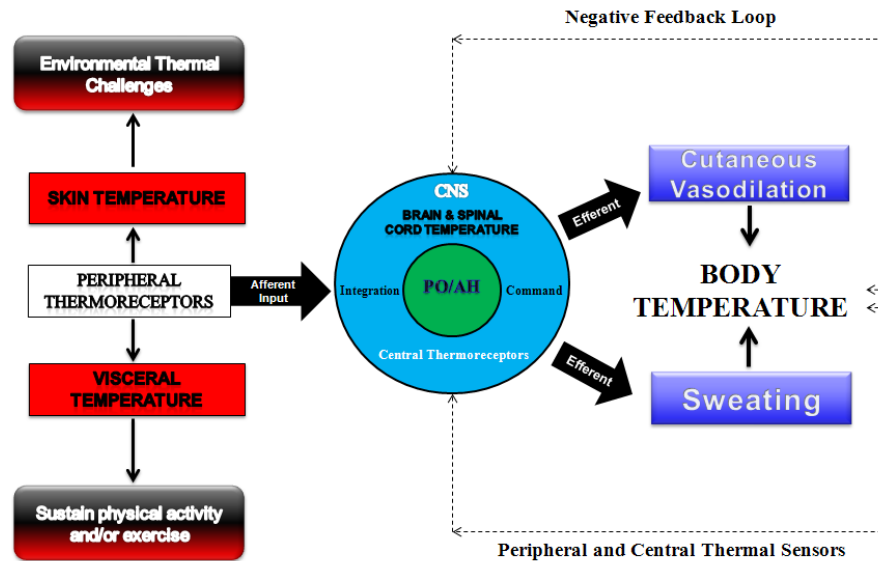 Negative Feedback Loop
Environmental Thermal
Challenges
SKIN TEMPERATURE
PERIPHERAL
THERMORECEPTORS
VISCERAL
TEMPERATURE
Sustain physical activity
and/or exercise
Afferent
Input
CNS
BRAIN & SPINAL
CORD TEMPERATURE
Integration
PO/AH
Command
Central Thermoreceptors
Efferent
Efferent
Cutaneous
Vasodilation
BODY
TEMPERATURE
Sweating
Peripheral and Central Thermal Sensors